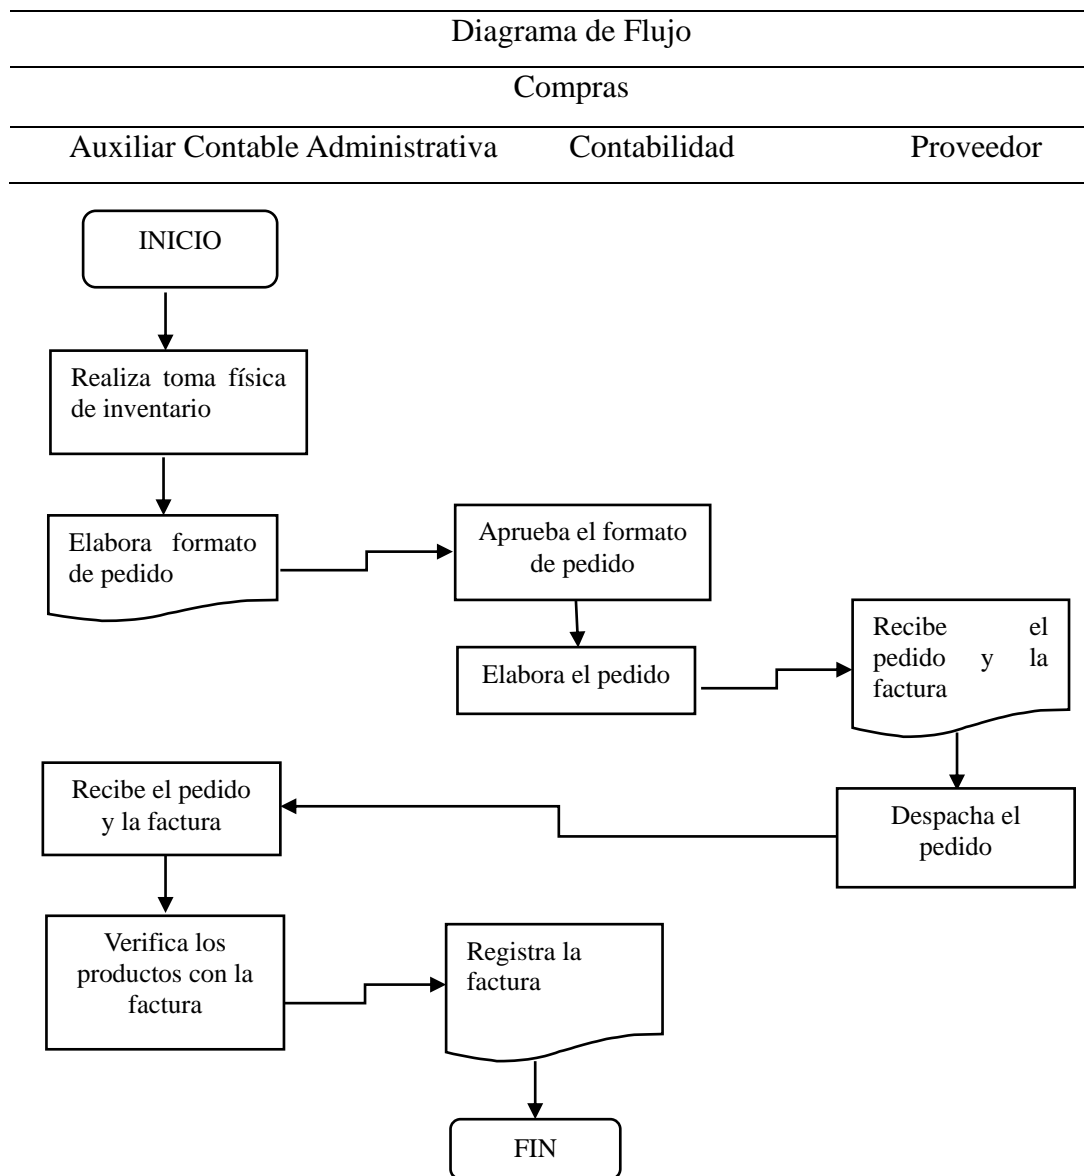 Diagrama de Flujo
Compras
Auxiliar Contable Administrativa Contabilidad Proveedor
INICIO
Realiza toma física
de inventario
Elabora formato
de pedido
Aprueba el formato
de pedido
Elabora el pedido
Recibe el
pedido y la
factura
Despacha el
pedido
Recibe el pedido
y la factura
Verifica los
productos con la
factura
Registra la
factura
FIN